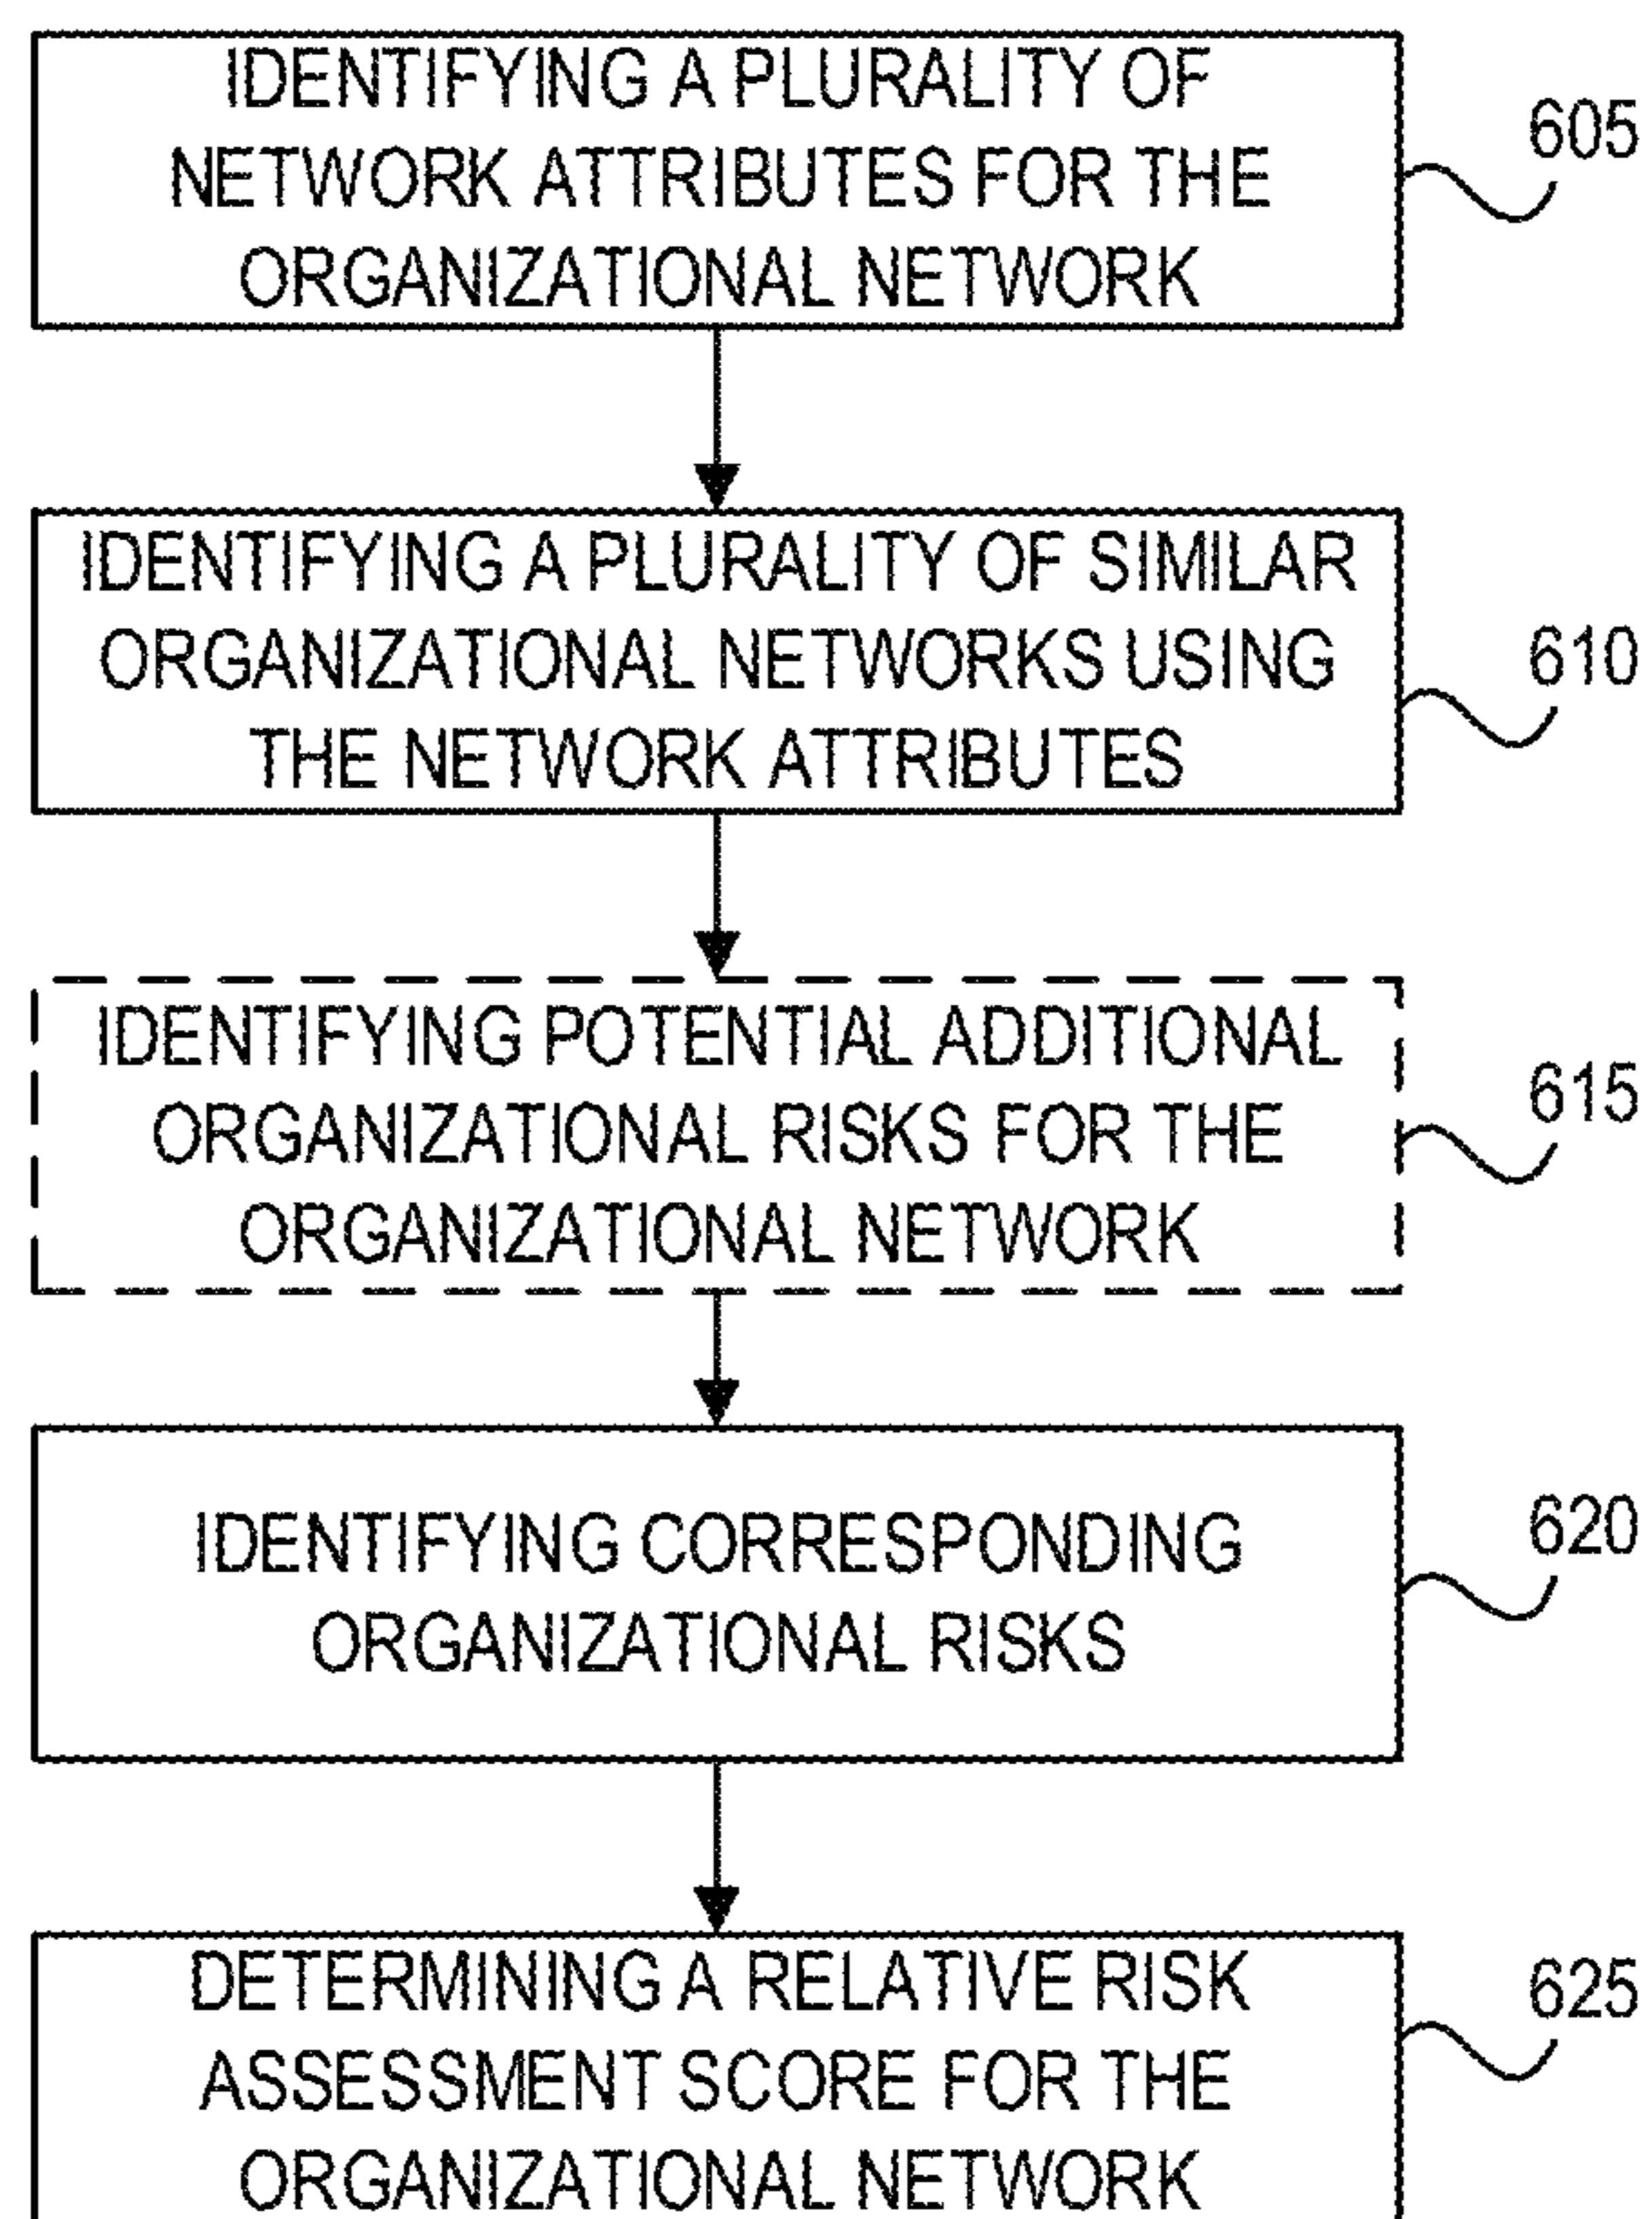 IDENTIFYING A PLURALITY OF
NETWORK ATTRIBUTES FOR THE
ORGANIZATIONAL NETWORK
605
IDENTIFYING A PLURALITY OF SIMILAR
ORGANIZATIONAL NETWORKS USING
THE NETWORK ATTRIBUTES
610
IDENTIFYING POTENTIAL ADDITIONAL
ORGANIZATIONAL RISKS FOR THE
ORGANIZATIONAL NETWORK
615
IDENTIFYING CORRESPONDING
ORGANIZATIONAL RISKS
620
DETERMINING A RELATIVE RISK
ASSESSMENT SCORE FOR THE
ORGANIZATIONAL NETWORK
625